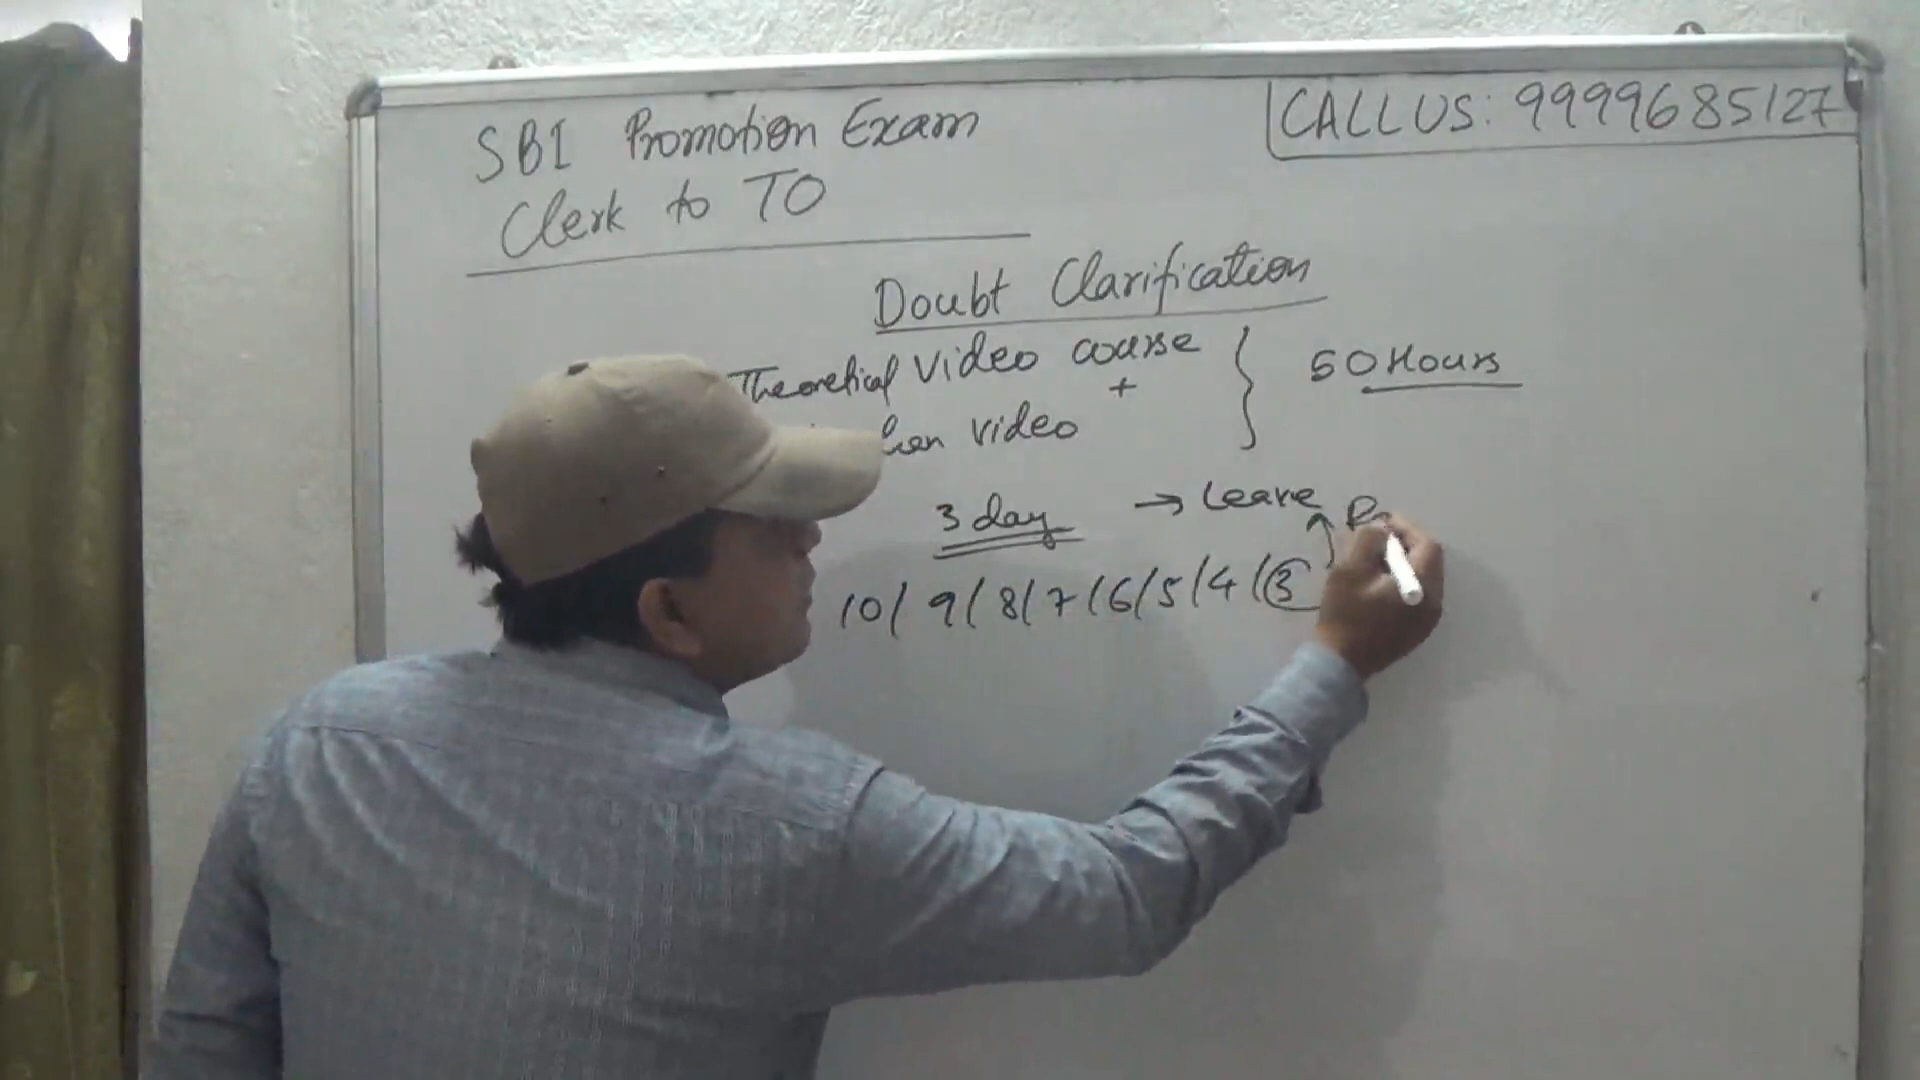 SBI Promotion Exam
CALL US: 9999685127
Clerk to TO
Doubt Clarification
Theoretical Video course
+
video
} 50 Hours
3 day → Leave
10/ 9/ 8/ 7/ 6/ 5/ 4/ 3